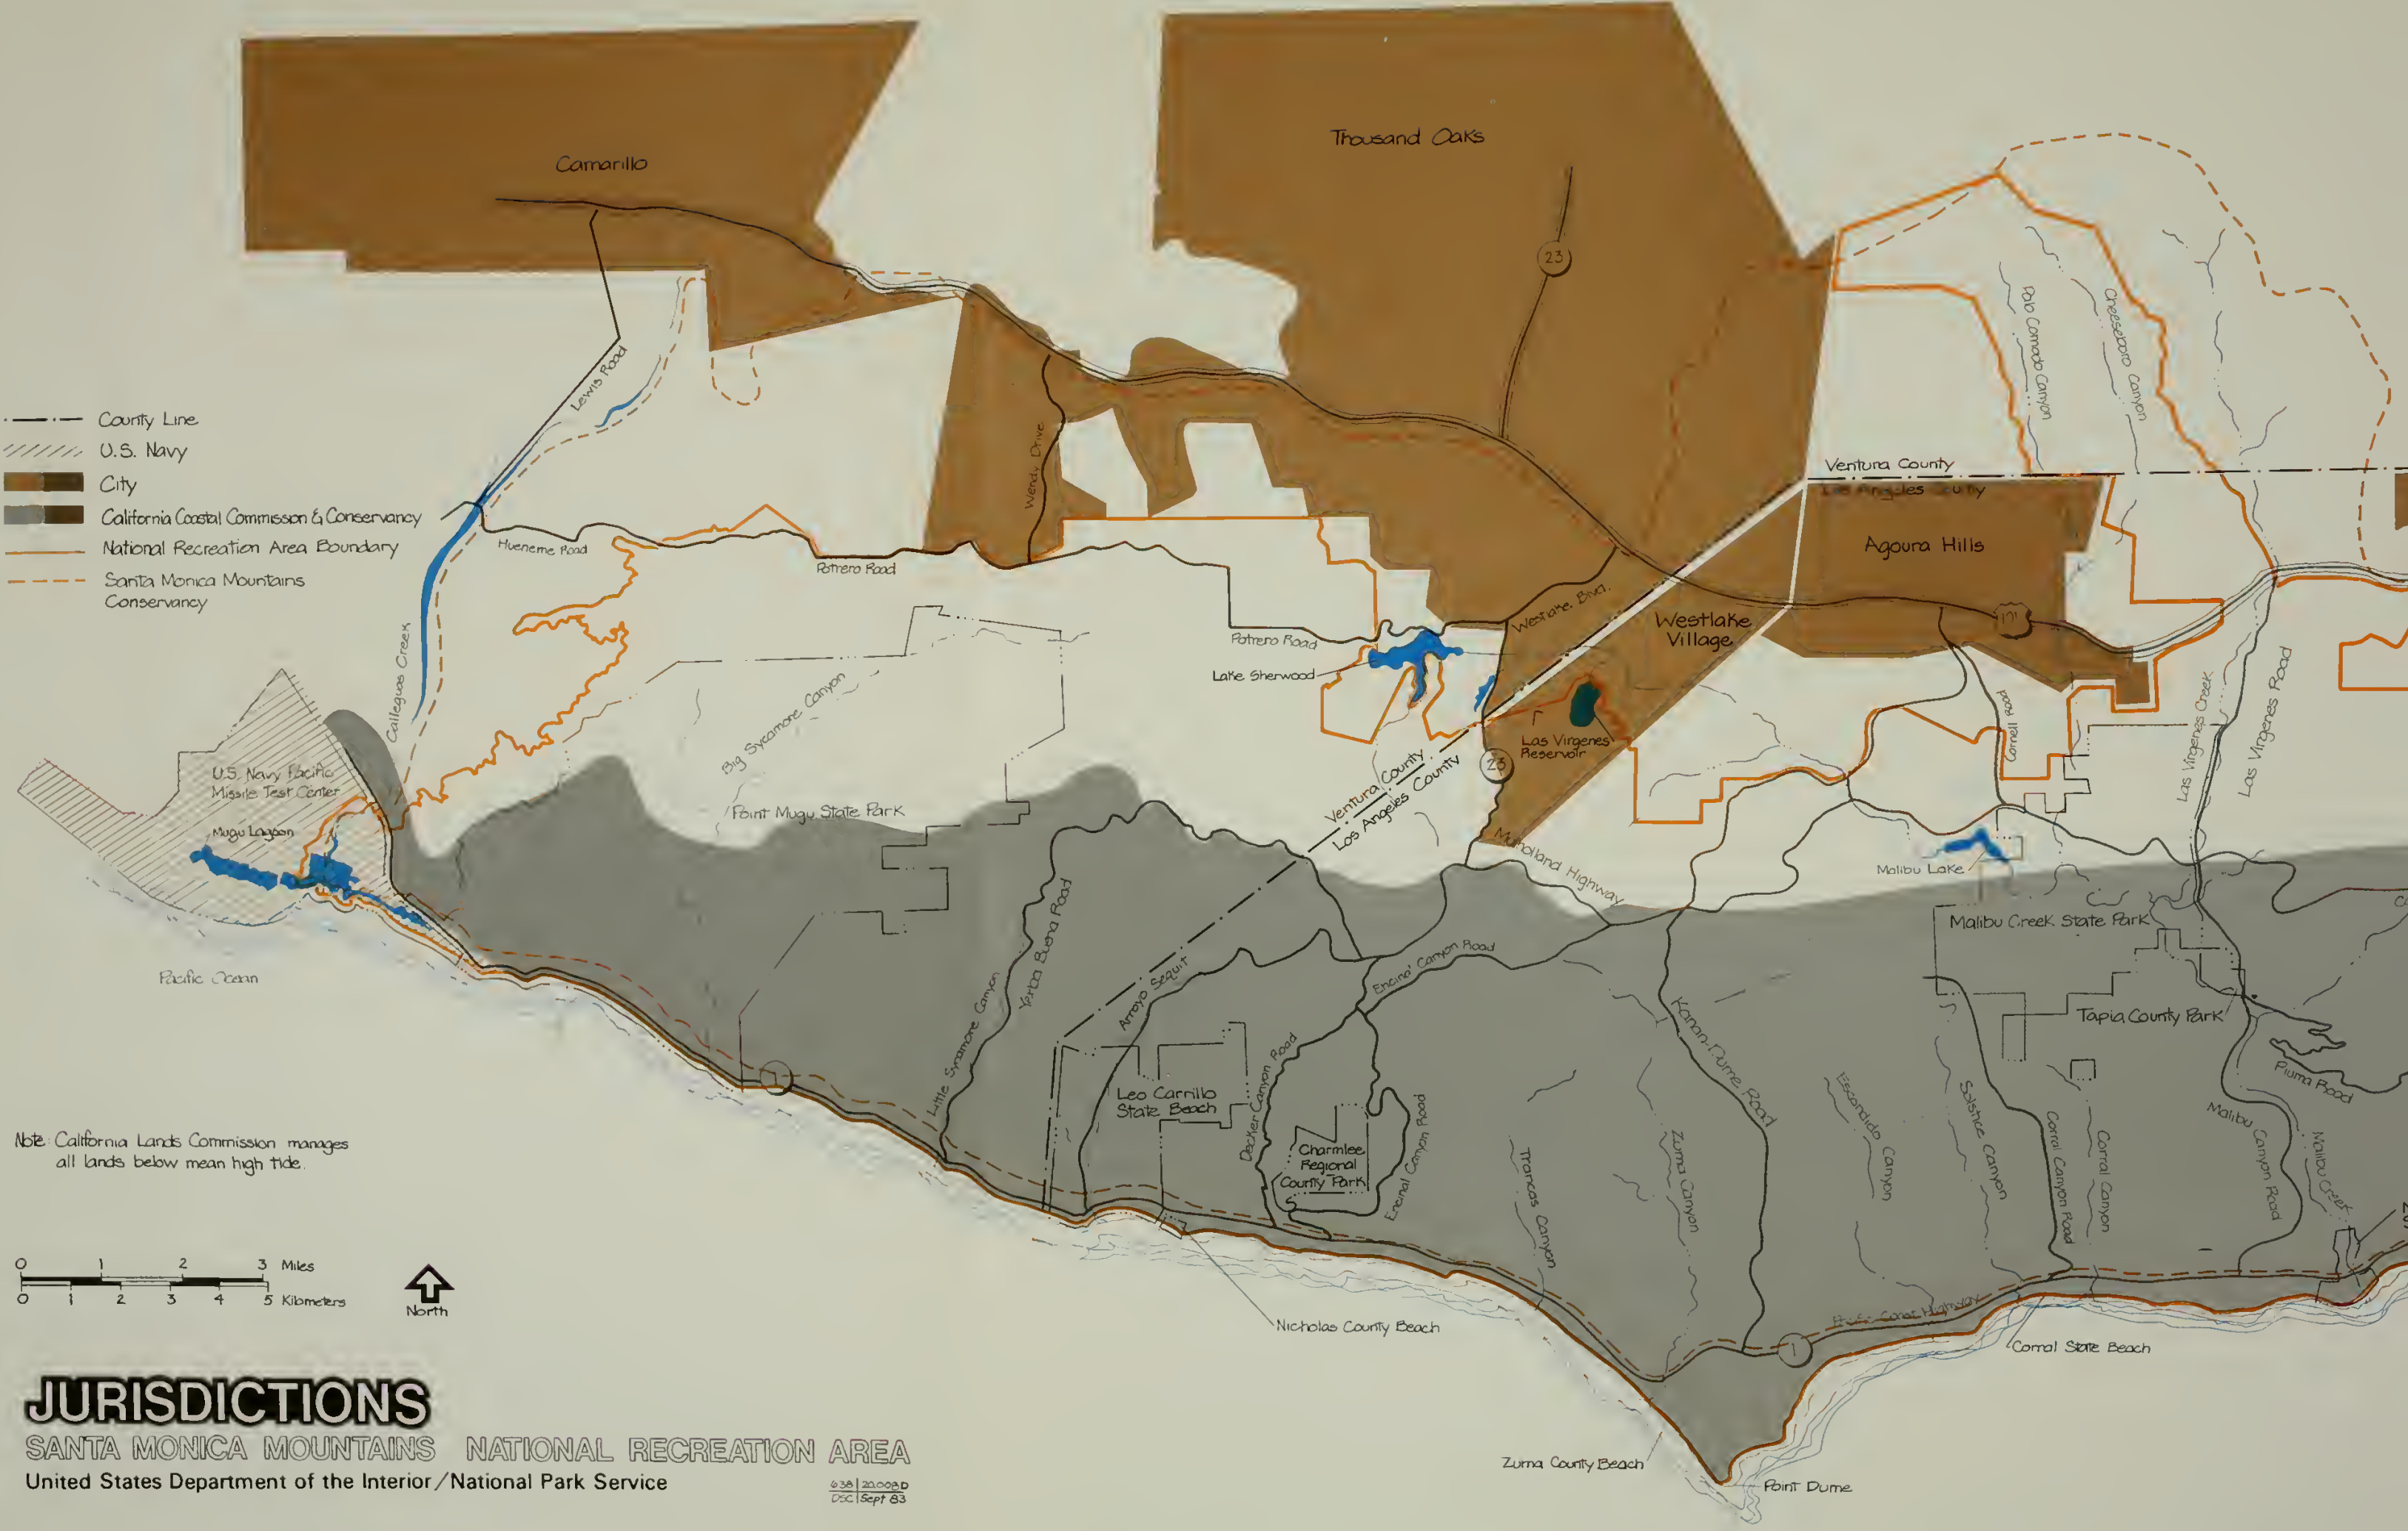 Camarillo
Thousand Oaks
23
Lewis Road
Wendy Drive
Palo Comado Canyon
Cheeseboro Canyon
County Line
U.S. Navy
City
California Coastal Commission & Conservancy
National Recreation Area Boundary
Santa Monica Mountains
Conservancy
Ventura County
Los Angeles County
Hueneme Road
Potrero Road
Agoura Hills
101
Westlake Blvd.
Westlake
Village
Potrero Road
Lake Sherwood
Calleguas Creek
Big Sycamore Canyon
Las Virgenes
Reservoir
23
Cornell Road
Las Virgenes Creek
Las Virgenes Road
U.S. Navy Pacific
Missile Test Center
Mugu Lagoon
Point Mugu State Park
Ventura County
Los Angeles County
Mulholland Highway
Malibu Lake
Malibu Creek State Park
Pacific Ocean
Little Sycamore Canyon
Yerba Buena Road
Arroyo Sequit
Encinal Canyon Road
Kanan-Dume Road
Tapia County Park
Piuma Road
1
Leo Carrillo
State Beach
Decker Canyon Road
Charmlee
Regional
County Park
Encinal Canyon Road
Trancas Canyon
Zuma Canyon
Escondido Canyon
Solstice Canyon
Corral Canyon Road
Corral Canyon
Malibu Canyon Road
Malibu Creek
Note: California Lands Commission manages
all lands below mean high tide.
0 1 2 3 Miles
0 1 2 3 4 5 Kilometers
North
Nicholas County Beach
Pacific Coast Highway
1
Corral State Beach
Zuma County Beach
Point Dume
JURISDICTIONS
SANTA MONICA MOUNTAINS NATIONAL RECREATION AREA
United States Department of the Interior/National Park Service
638|20,008D
DSC|Sept 83